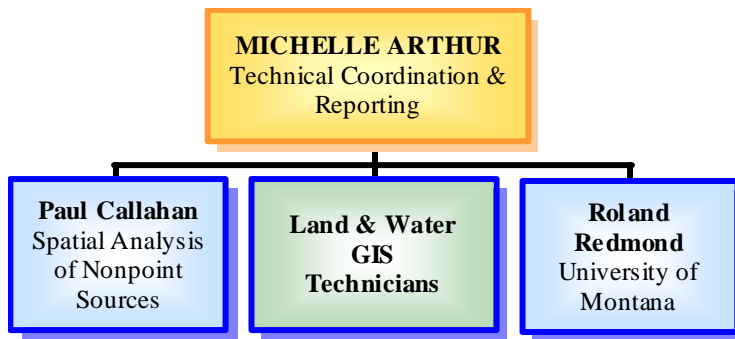 MICHELLE ARTHUR
Technical Coordination &
Reporting
Paul Callahan
Spatial Analysis
of Nonpoint
Sources
Land & Water
GIS
Technicians
Roland
Redmond
University of
Montana